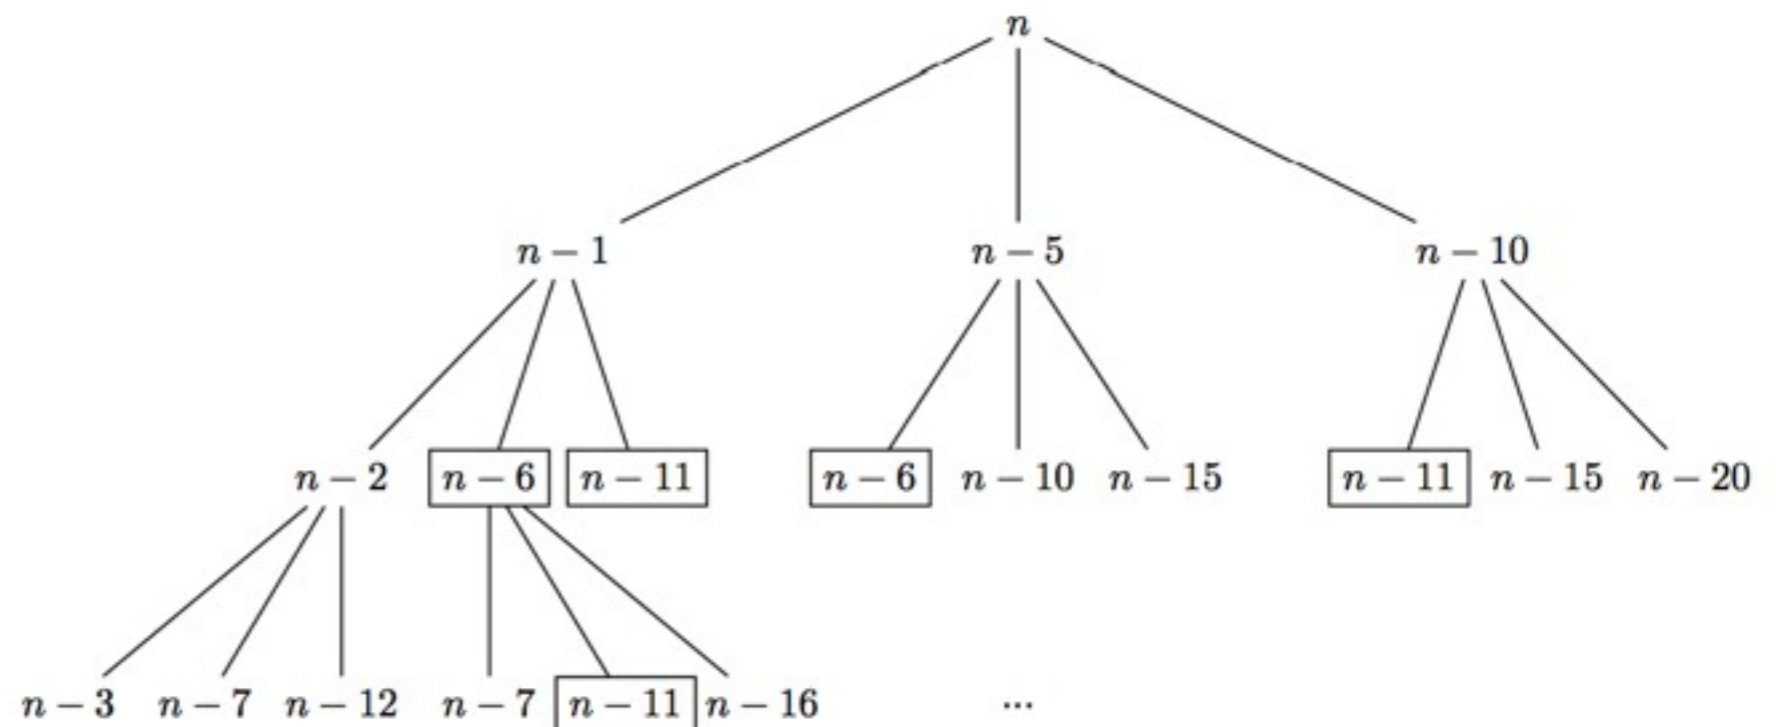 n
n − 1 n − 5 n − 10
n − 2 n − 6 n − 11 n − 6 n − 10 n − 15 n − 11 n − 15 n − 20
n − 3 n − 7 n − 12 n − 7 n − 11 n − 16 ...